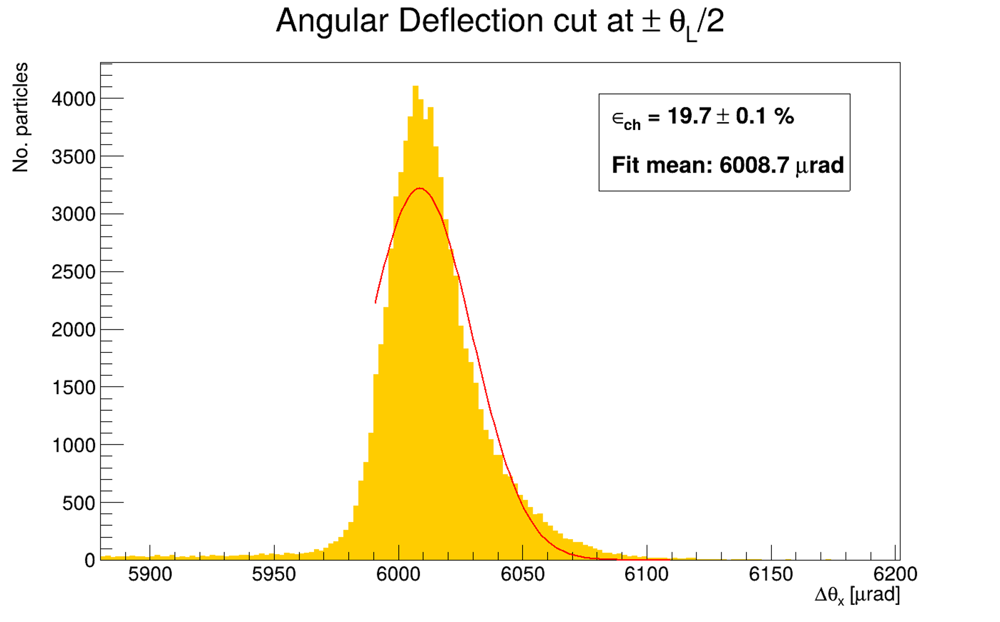 Angular Deflection cut at ± θL/2
No. particles
4000
3500
3000
2500
2000
1500
1000
500
0
ϵch = 19.7 ± 0.1 %
Fit mean: 6008.7 μrad
5900 5950 6000 6050 6100 6150 6200
Δθx [μrad]